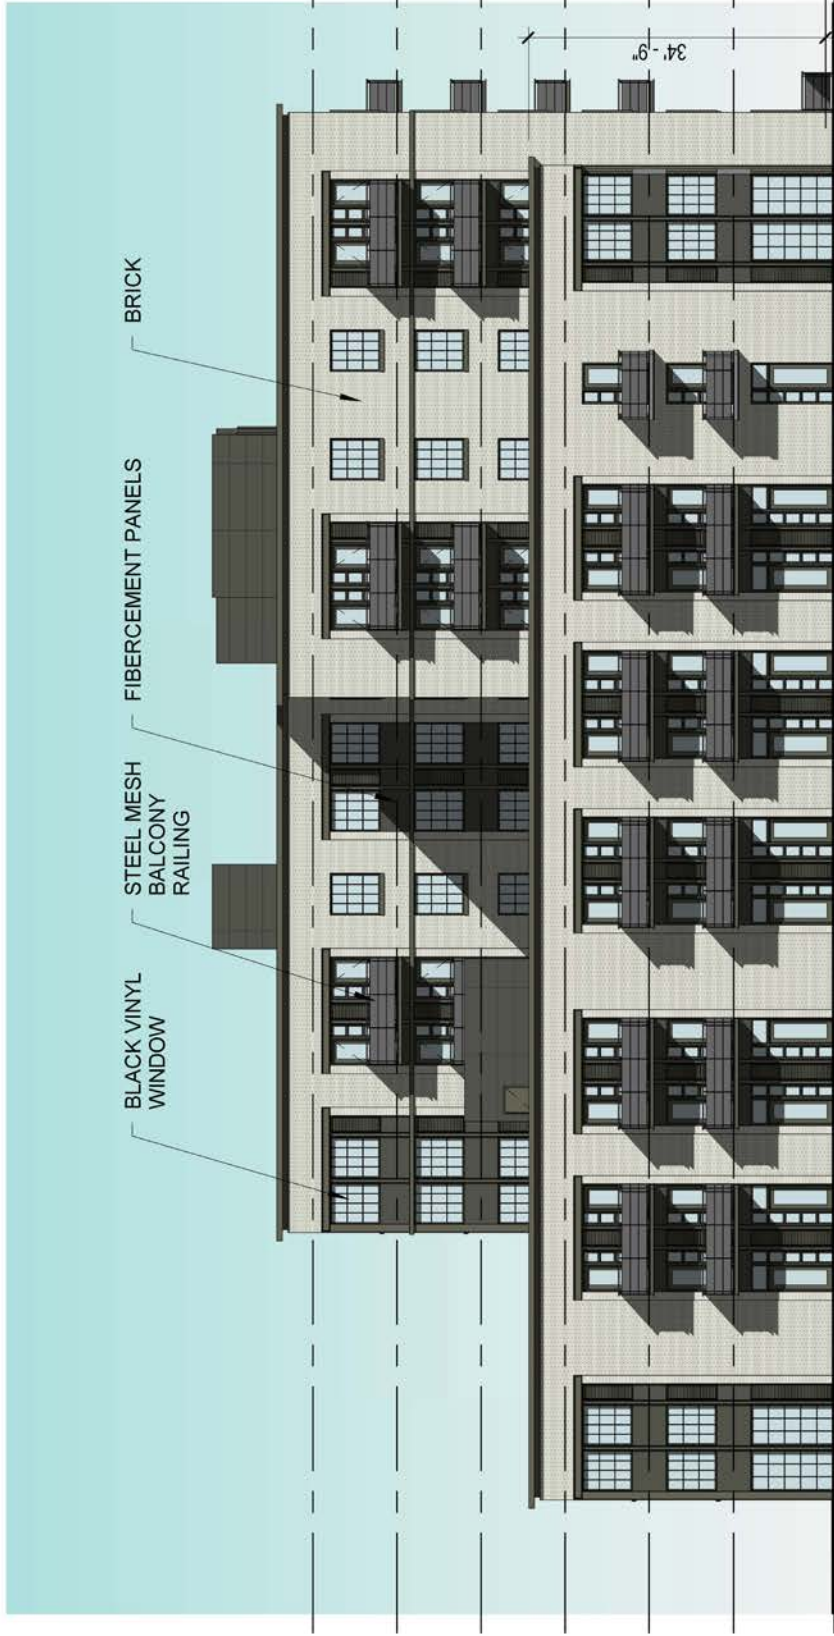 BLACK VINYL
WINDOW
STEEL MESH
BALCONY
RAILING
FIBERCEMENT PANELS
BRICK
34' - 9"